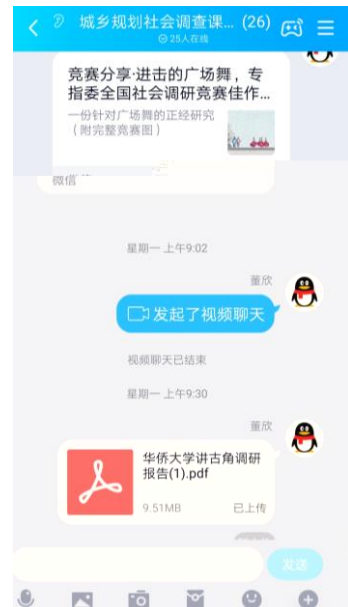 城乡规划社会调查课... (26)
25人在线
竞赛分享·进击的广场舞，专
指委全国社会调研竞赛佳作...
一份针对广场舞的正经研究
（附完整竞赛图）
微信
星期一 上午9:02
董欣
发起了视频聊天
视频聊天已结束
星期一 上午9:30
董欣
华侨大学讲古角调研
报告(1).pdf
9.51MB 已上传
发送